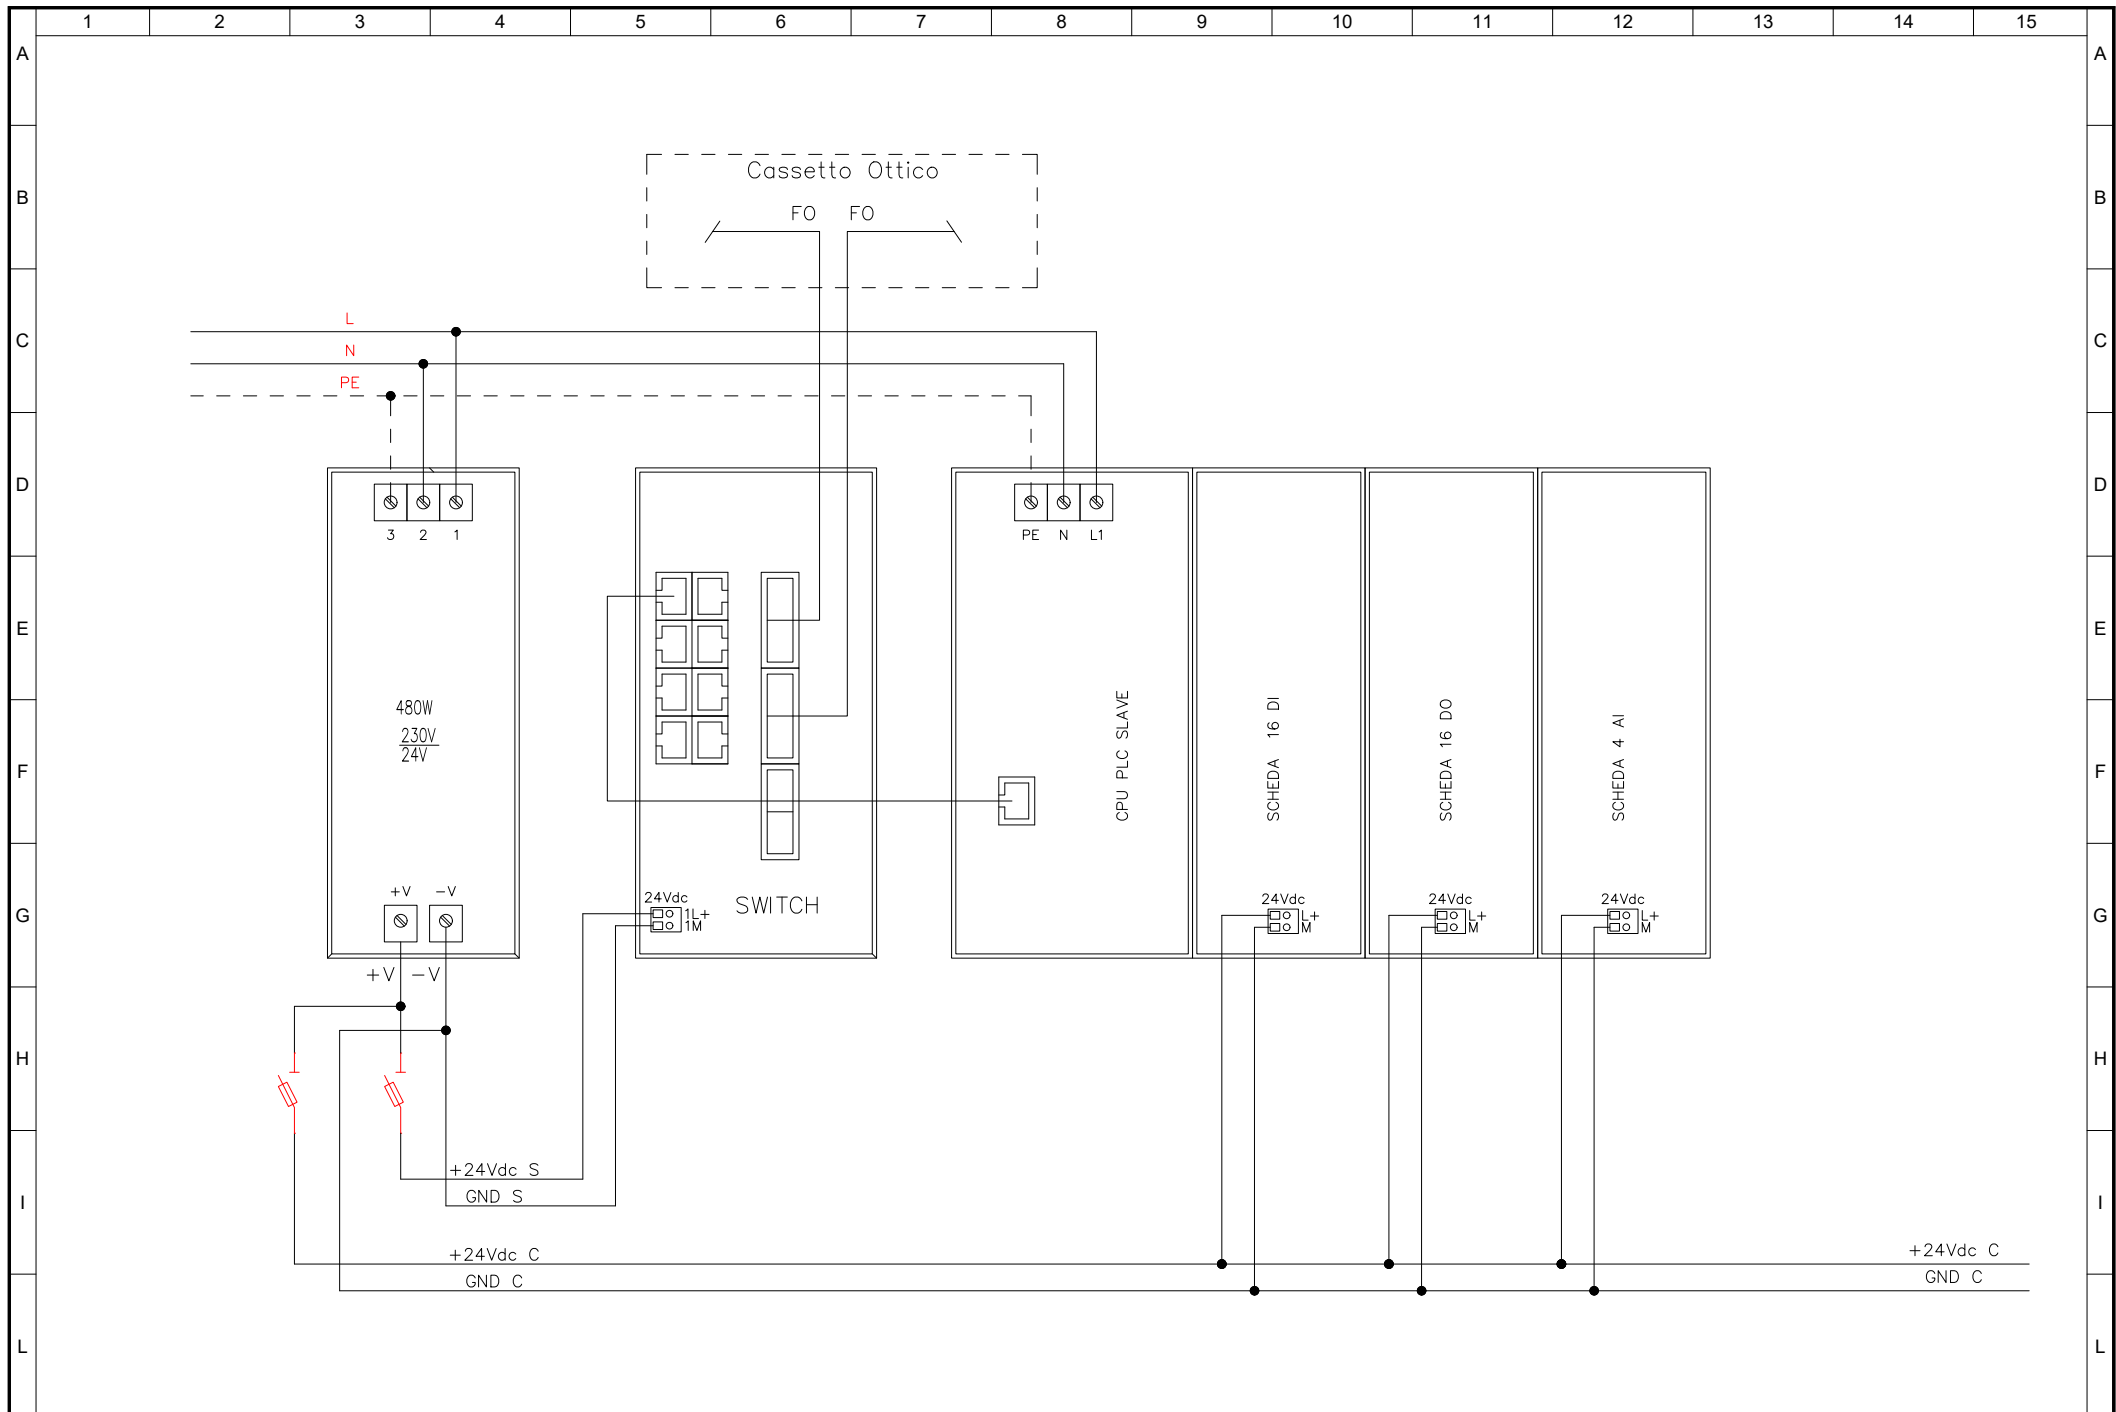 1 2 3 4 5 6 7 8 9 10 11 12 13 14 15
A A
Cassetto Ottico
B B
FO FO
L
C C
N
PE
D D
3 2 1
PE N L1
E E
480W
230V
24V
CPU PLC SLAVE
SCHEDA 16 DI
SCHEDA 16 DO
SCHEDA 4 AI
F F
+V -V
24Vdc
1L+
1M
SWITCH
24Vdc
L+
M
24Vdc
L+
M
24Vdc
L+
M
G G
+V -V
H H
+24Vdc S
GND S
I I
+24Vdc C
GND C
+24Vdc C
GND C
L L